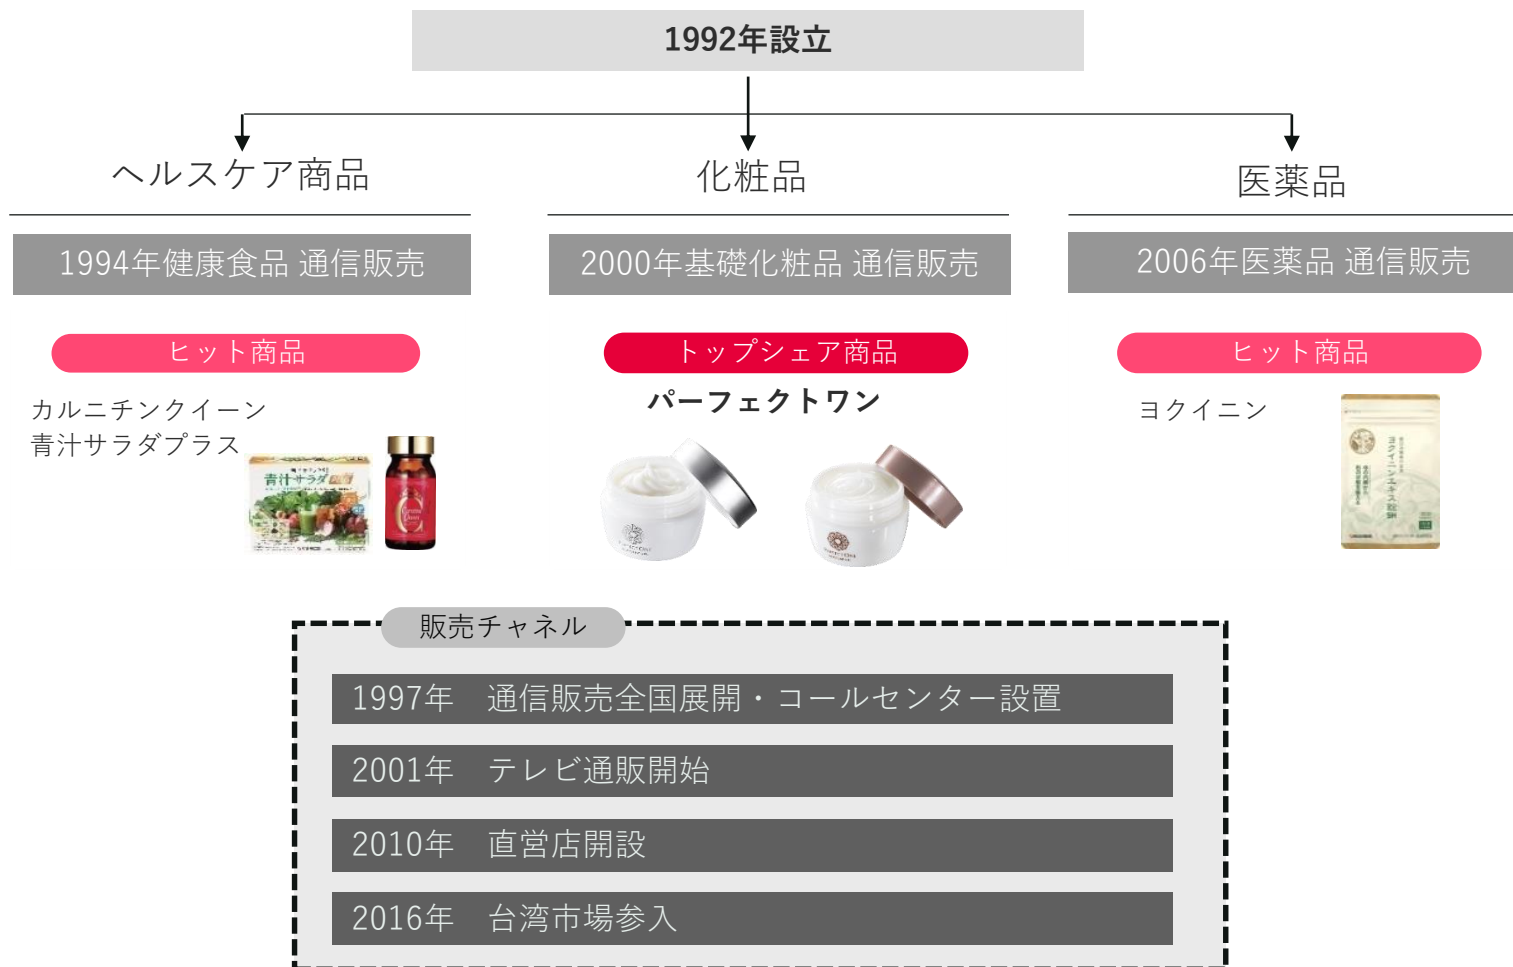 1992年設立
ヘルスケア商品
化粧品
医薬品
1994年健康食品 通信販売
2000年基礎化粧品 通信販売
2006年医薬品 通信販売
ヒット商品
トップシェア商品
ヒット商品
カルニチンクイーン
青汁サラダプラス
パーフェクトワン
ヨクイニン
青汁サラダ
ヨクイニンエキス錠
販売チャネル
1997年 通信販売全国展開・コールセンター設置
2001年 テレビ通販開始
2010年 直営店開設
2016年 台湾市場参入